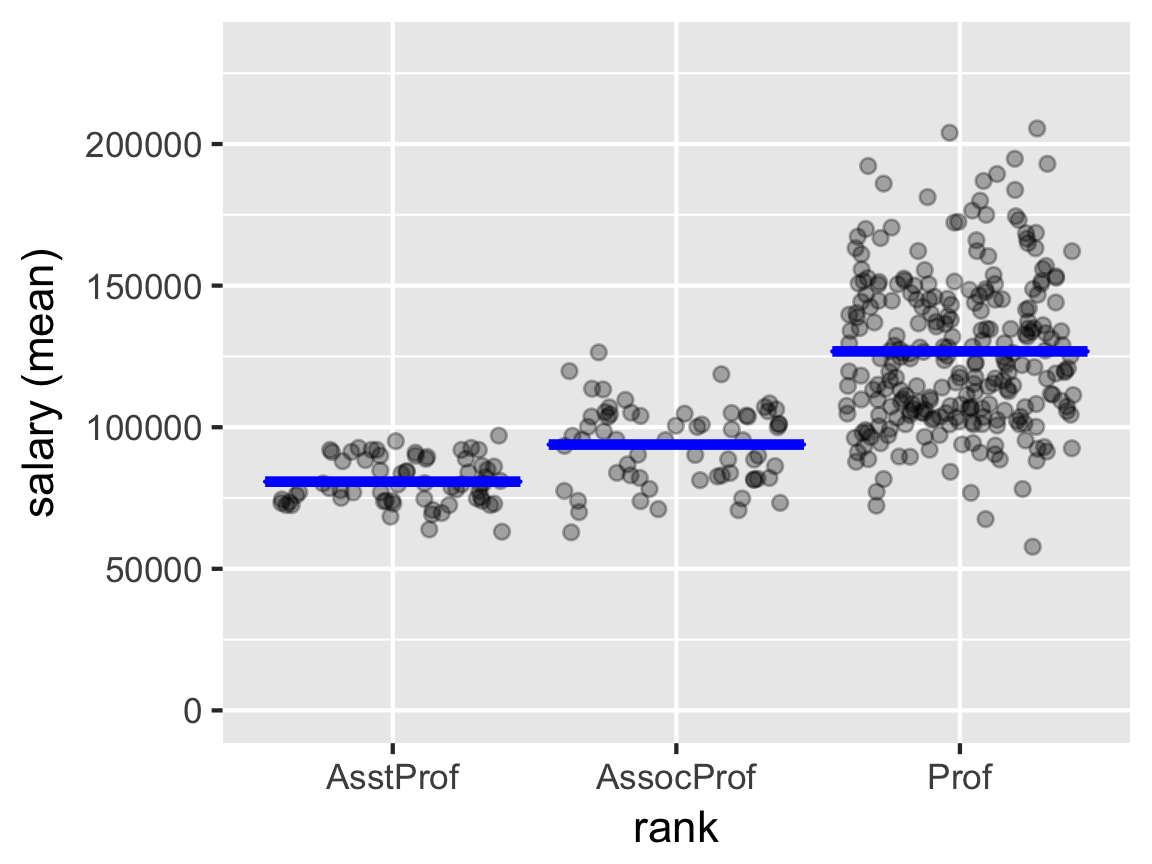 salary (mean)
200000
150000
100000
50000
0
AsstProf
AssocProf
Prof
rank